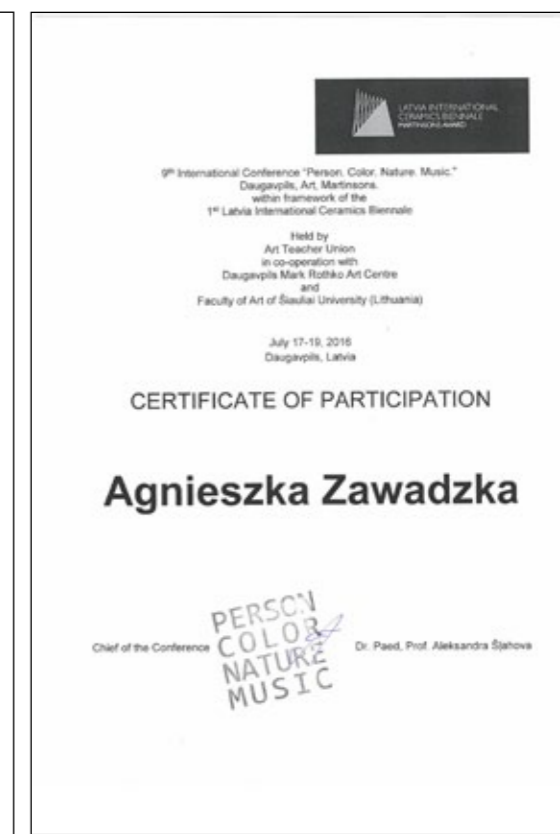 LATVIA INTERNATIONAL
CERAMICS BIENNALE
MARTINSONS AWARD
9th International Conference "Person. Color. Nature. Music."
Daugavpils, Art, Martinsons.
within framework of the
1st Latvia International Ceramics Biennale
Held by
Art Teacher Union
in co-operation with
Daugavpils Mark Rothko Art Centre
and
Faculty of Art of Šiauliai University (Lithuania)
July 17-19, 2016
Daugavpils, Latvia
CERTIFICATE OF PARTICIPATION
Agnieszka Zawadzka
PERSON
COLOR
NATURE
MUSIC
Chief of the Conference
Dr. Paed, Prof. Aleksandra Šļahova